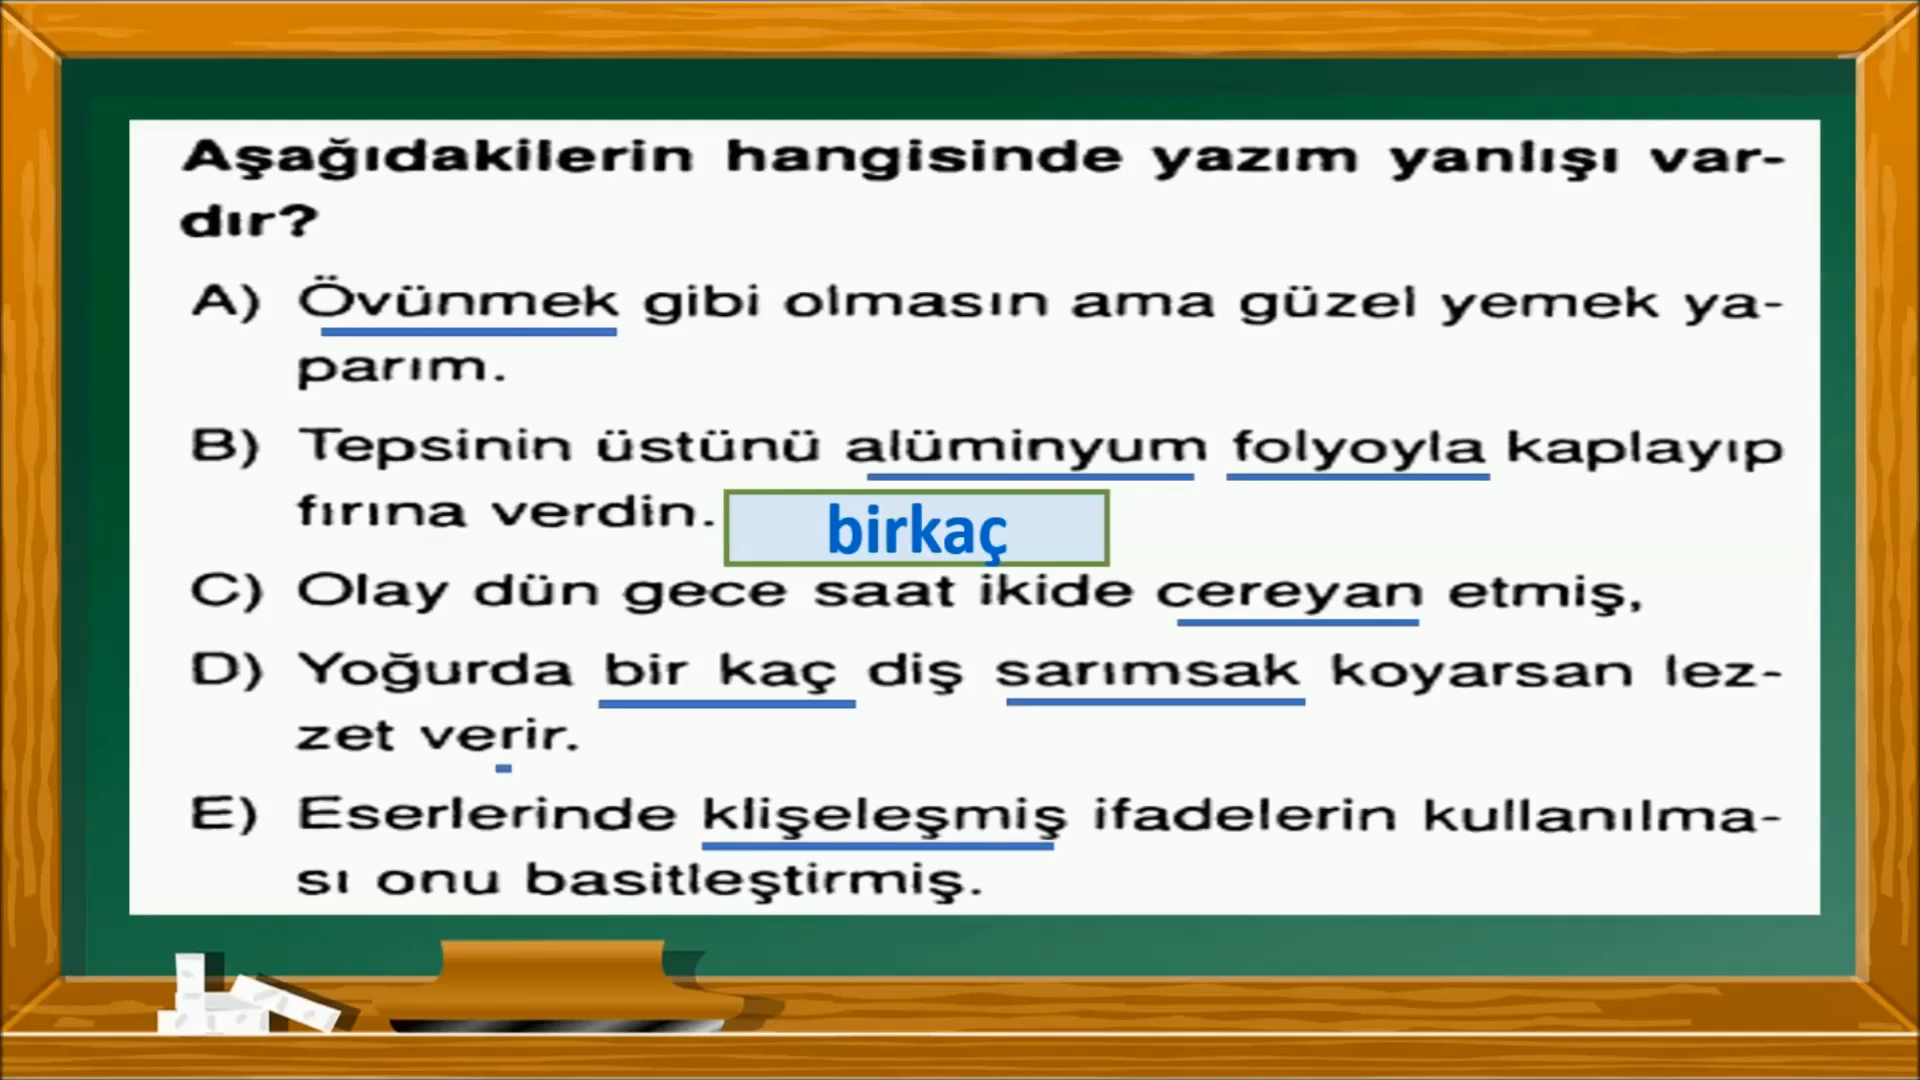 Aşağıdakilerin hangisinde yazım yanlışı var-
dır?
A) Övünmek gibi olmasın ama güzel yemek ya-
parım.
B) Tepsinin üstünü alüminyum folyoyla kaplayıp
fırına verdin.
birkaç
C) Olay dün gece saat ikide cereyan etmiş,
D) Yoğurda bir kaç diş sarımsak koyarsan lez-
zet verir.
E) Eserlerinde klişeleşmiş ifadelerin kullanılma-
sı onu basitleştirmiş.